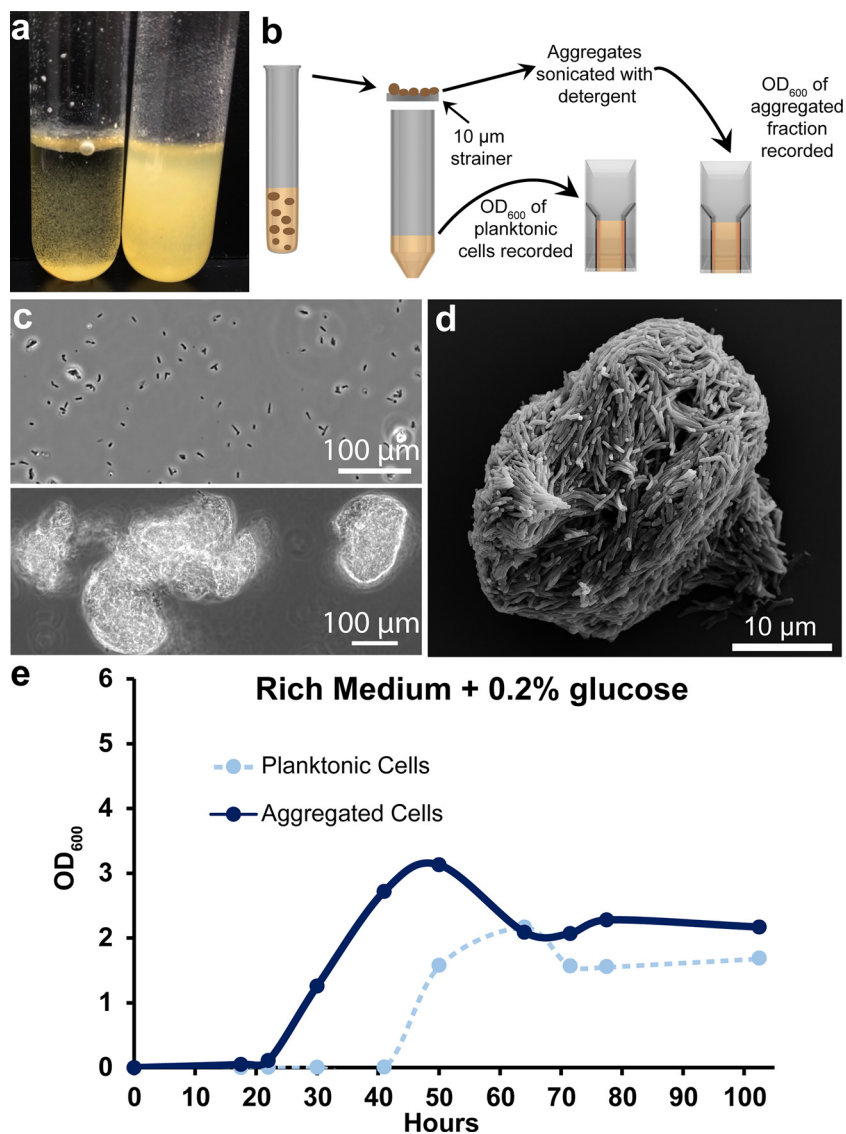 a
b
Aggregates
sonicated with
detergent
OD600 of
aggregated
fraction
recorded
10 μm
strainer
OD600 of
planktonic
cells recorded
c
100 μm
100 μm
d
10 μm
e
Rich Medium + 0.2% glucose
6
5
4
3
2
1
0
OD600
Planktonic Cells
Aggregated Cells
0 10 20 30 40 50 60 70 80 90 100
Hours